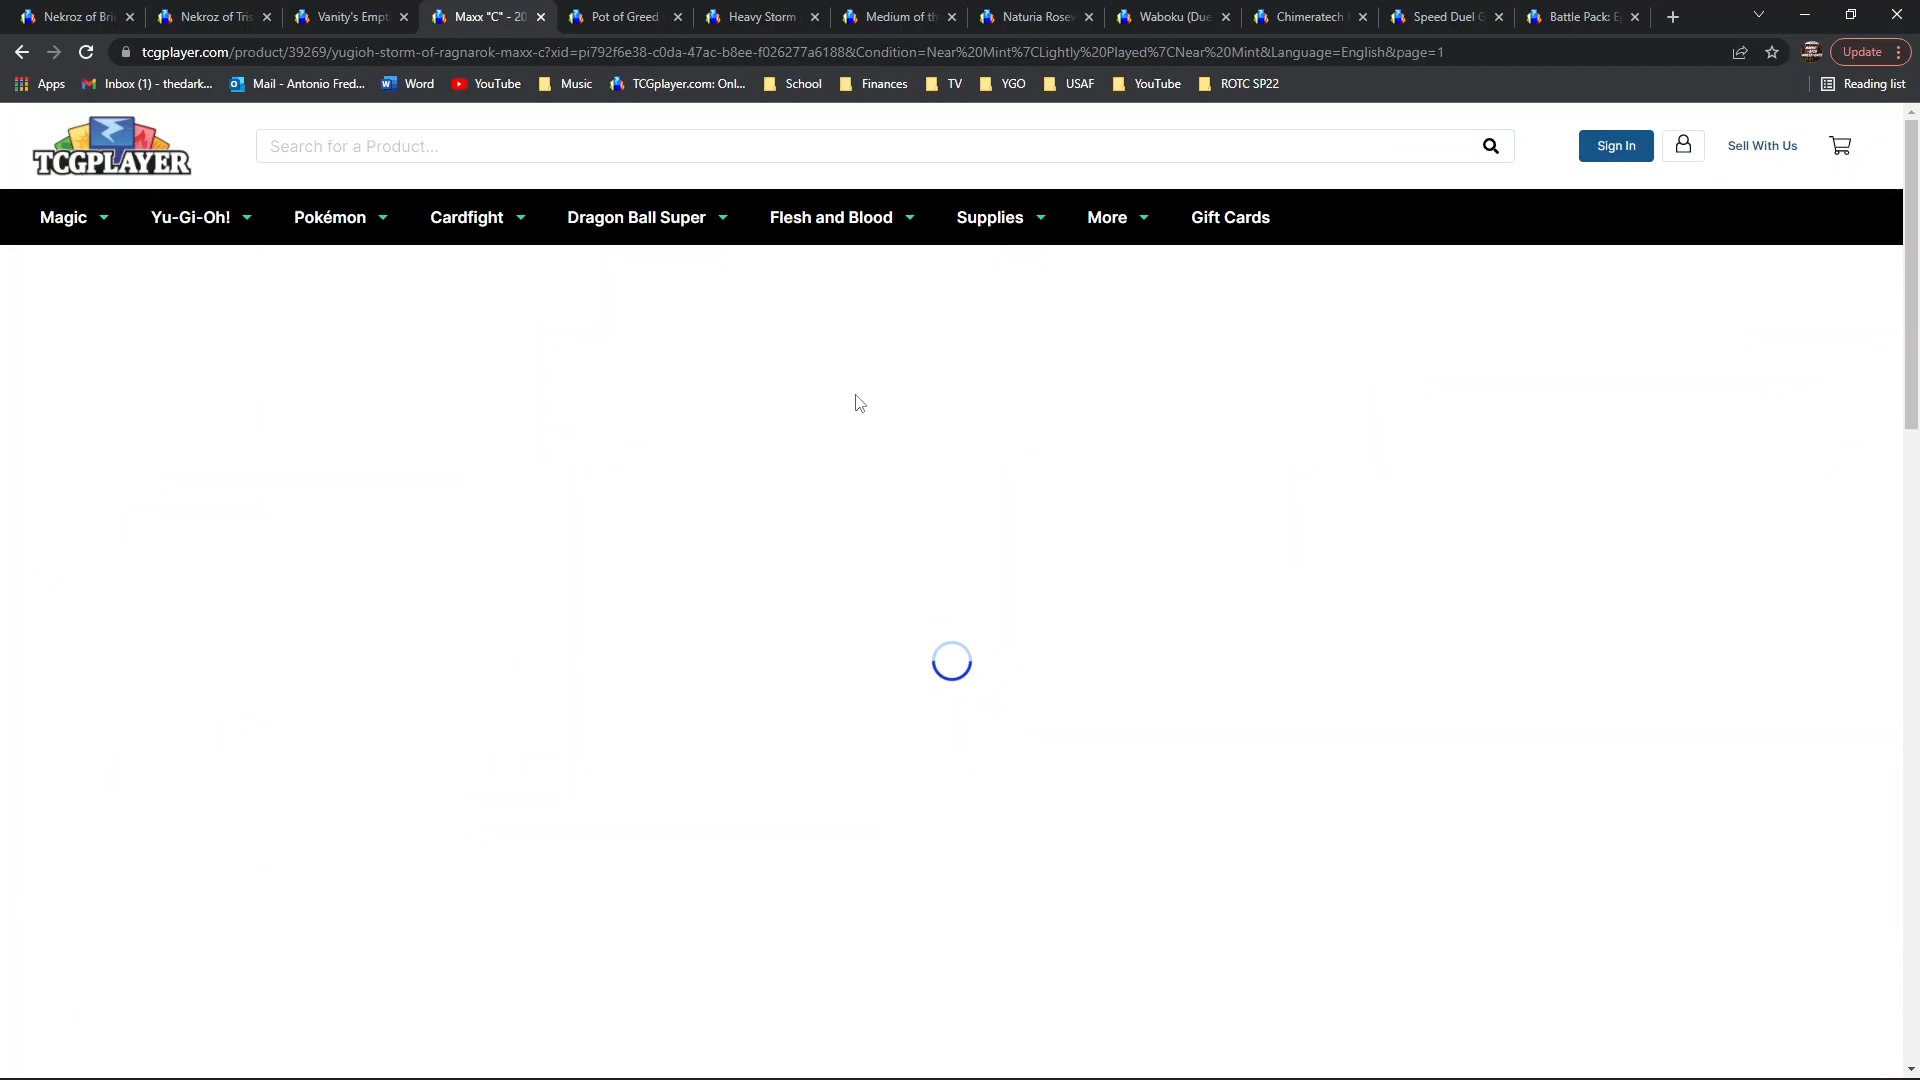 Nekroz of Bri
Nekroz of Tris
Vanity's Empt
Maxx "C" - 20
Pot of Greed
Heavy Storm
Medium of th
Naturia Rosew
Waboku (Due
Chimeratech
Speed Duel G
Battle Pack: E
tcgplayer.com/product/39269/yugioh-storm-of-ragnarok-maxx-c?xid=pi792f6e38-c0da-47ac-b8ee-f026277a6188&Condition=Near%20Mint%7CLightly%20Played%7CNear%20Mint&Language=English&page=1
Update
Apps
Inbox (1) - thedark...
Mail - Antonio Fred...
Word
YouTube
Music
TCGplayer.com: Onl...
School
Finances
TV
YGO
USAF
YouTube
ROTC SP22
Reading list
TCGPLAYER
Search for a Product...
Sign In
Sell With Us
Magic
Yu-Gi-Oh!
Pokémon
Cardfight
Dragon Ball Super
Flesh and Blood
Supplies
More
Gift Cards